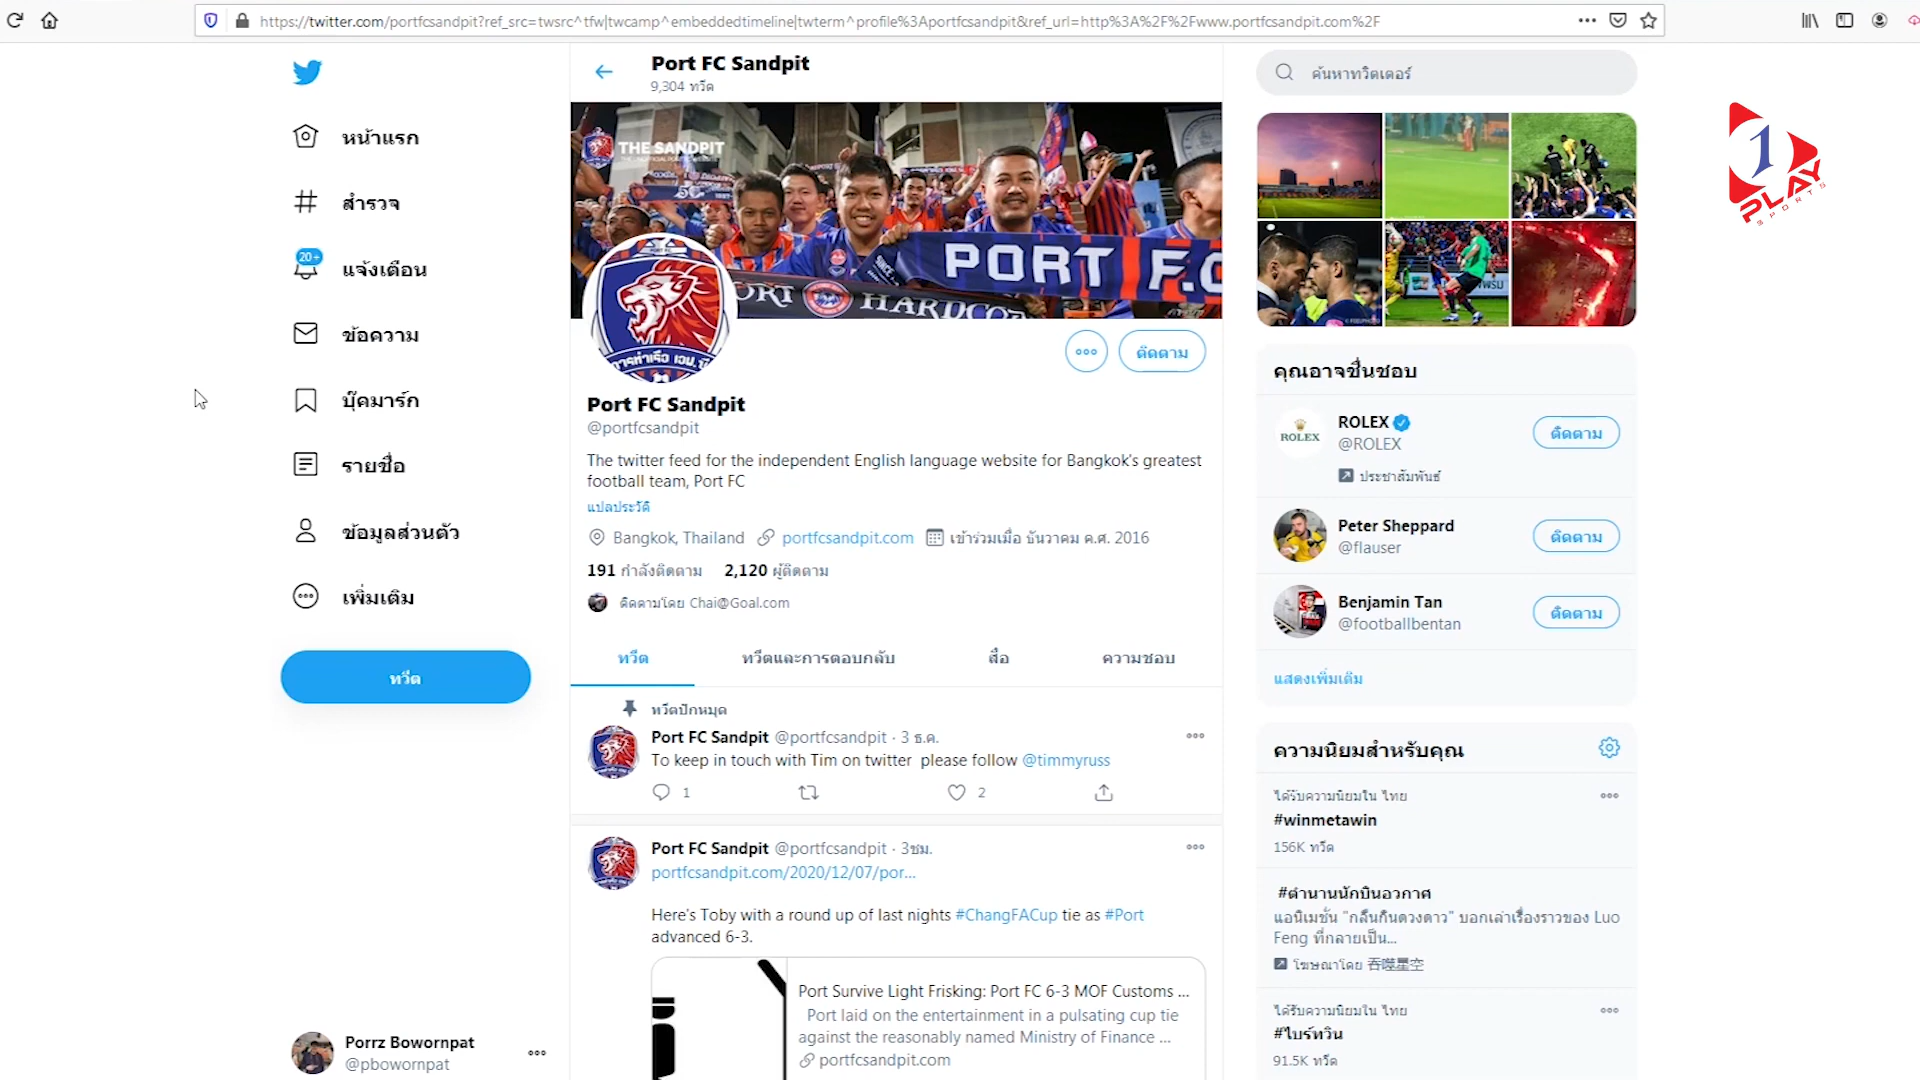 https://twitter.com/portfcsandpit?ref_src=twsrc^tfw|twcamp^embeddedtimeline|twterm^profile%3Aportfcsandpit&ref_url=http%3A%2F%2Fwww.portfcsandpit.com%2F
Port FC Sandpit
9,304 ทวีต
หน้าแรก
สำรวจ
20+
แจ้งเตือน
ข้อความ
บุ๊คมาร์ก
รายชื่อ
ข้อมูลส่วนตัว
เพิ่มเติม
ทวีต
Porrz Bowornpat
@pbowornpat
THE SANDPIT
PORT F.C
HARDCO
การท่าเรือ เอฟ.ซี
ติดตาม
Port FC Sandpit
@portfcsandpit
The twitter feed for the independent English language website for Bangkok's greatest
football team, Port FC
แปลประวัติ
Bangkok, Thailand portfcsandpit.com เข้าร่วมเมื่อ ธันวาคม ค.ศ. 2016
191 กำลังติดตาม 2,120 ผู้ติดตาม
ติดตามโดย Chai@Goal.com
ทวีต ทวีตและการตอบกลับ สื่อ ความชอบ
ทวีตปักหมุด
Port FC Sandpit @portfcsandpit · 3 ธ.ค.
To keep in touch with Tim on twitter please follow @timmyruss
1 2
Port FC Sandpit @portfcsandpit · 3ชม.
portfcsandpit.com/2020/12/07/por...
Here's Toby with a round up of last nights #ChangFACup tie as #Port
advanced 6-3.
Port Survive Light Frisking: Port FC 6-3 MOF Customs ...
Port laid on the entertainment in a pulsating cup tie
against the reasonably named Ministry of Finance ...
portfcsandpit.com
ค้นหาทวิตเตอร์
คุณอาจชื่นชอบ
ROLEX
ROLEX
@ROLEX
ติดตาม
ประชาสัมพันธ์
Peter Sheppard
@flauser
ติดตาม
Benjamin Tan
@footballbentan
ติดตาม
แสดงเพิ่มเติม
ความนิยมสำหรับคุณ
ได้รับความนิยมใน ไทย
#winmetawin
156K ทวีต
#ตำนานนักบินอวกาศ
แอนิเมชั่น "กลืนกินดวงดาว" บอกเล่าเรื่องราวของ Luo
Feng ที่กลายเป็น...
โฆษณาโดย 吞噬星空
ได้รับความนิยมใน ไทย
#ไบร์ทวิน
91.5K ทวีต
1
PLAY
SPORTS